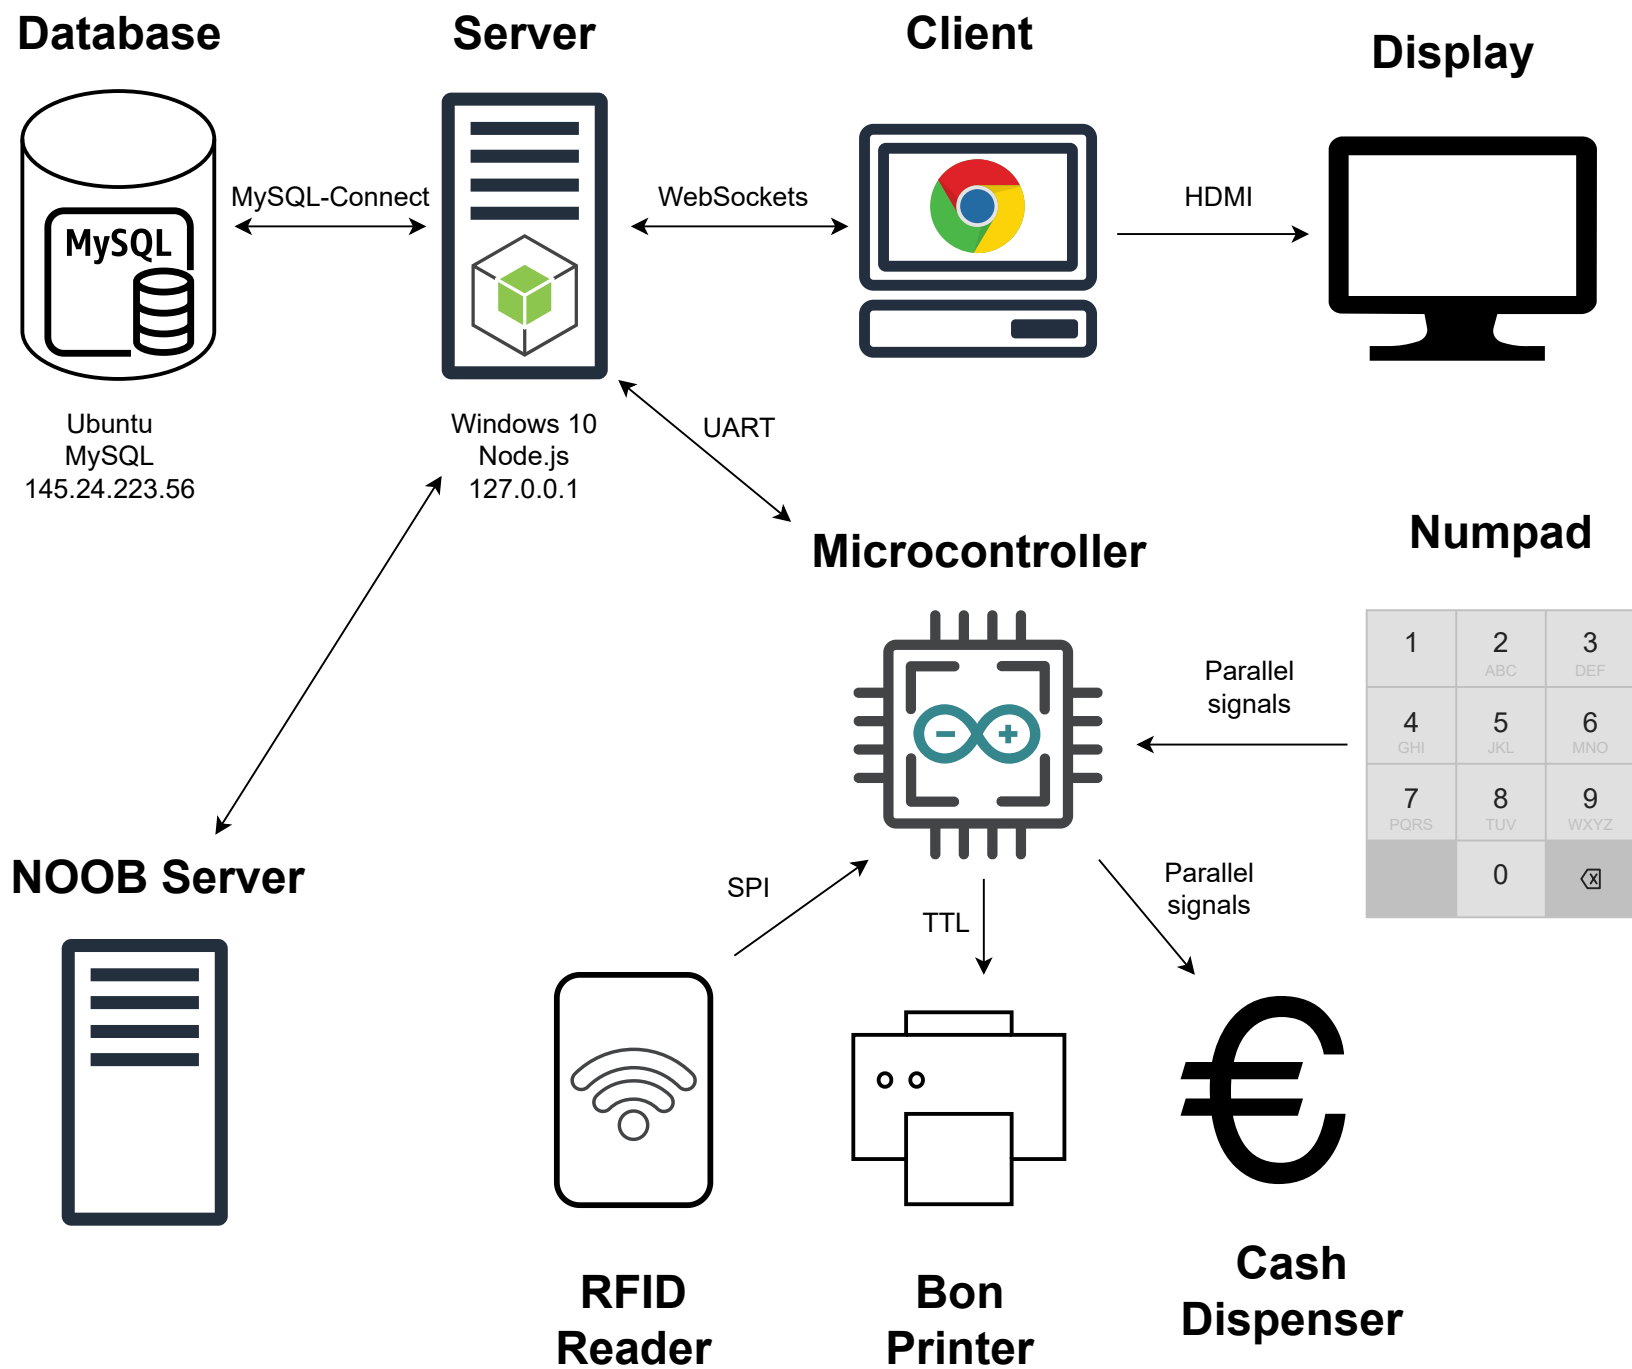 Database
Server
Client
Display
MySQL-Connect
WebSockets
HDMI
MySQL
Ubuntu
MySQL
145.24.223.56
Windows 10
Node.js
127.0.0.1
UART
Microcontroller
Numpad
Parallel
signals
1
2
ABC
3
DEF
4
GHI
5
JKL
6
MNO
7
PQRS
8
TUV
9
WXYZ
0
X
NOOB Server
SPI
TTL
Parallel
signals
RFID
Reader
Bon
Printer
Cash
Dispenser